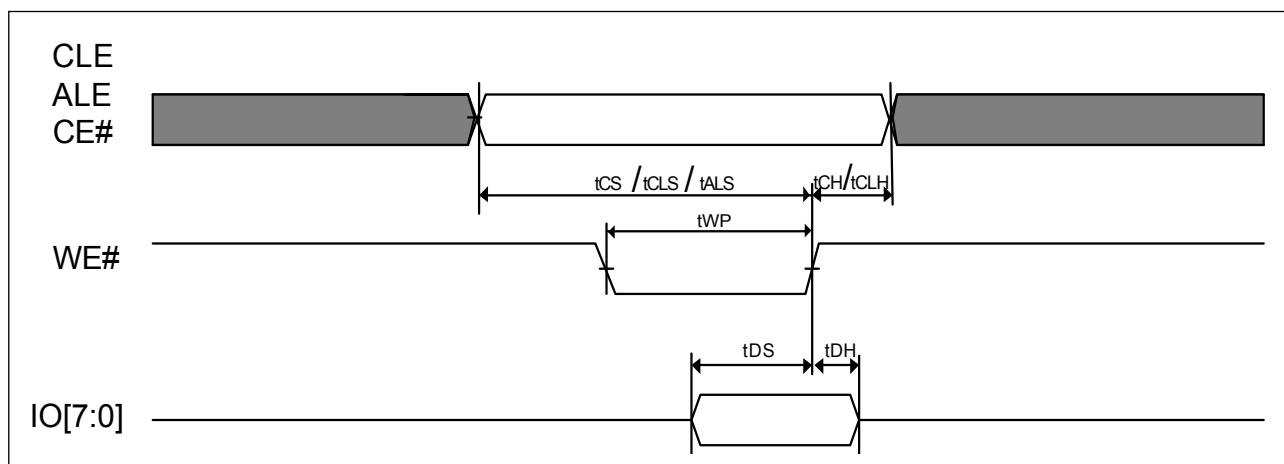 CLE
ALE
CE#
tCS / tCLS / tALS
tCH/tCLH
tWP
WE#
tDS
tDH
IO[7:0]